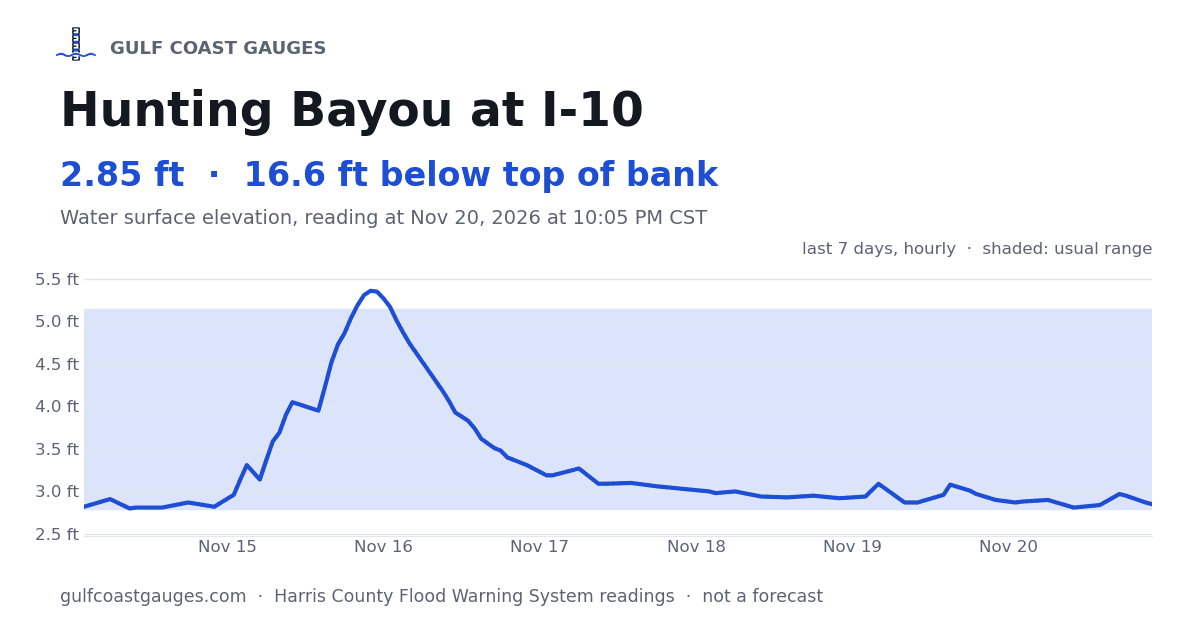 GULF COAST GAUGES
Hunting Bayou at I-10
2.85 ft · 16.6 ft below top of bank
Water surface elevation, reading at Nov 20, 2026 at 10:05 PM CST
last 7 days, hourly · shaded: usual range
5.5 ft
5.0 ft
4.5 ft
4.0 ft
3.5 ft
3.0 ft
2.5 ft
Nov 15 Nov 16 Nov 17 Nov 18 Nov 19 Nov 20
gulfcoastgauges.com · Harris County Flood Warning System readings · not a forecast